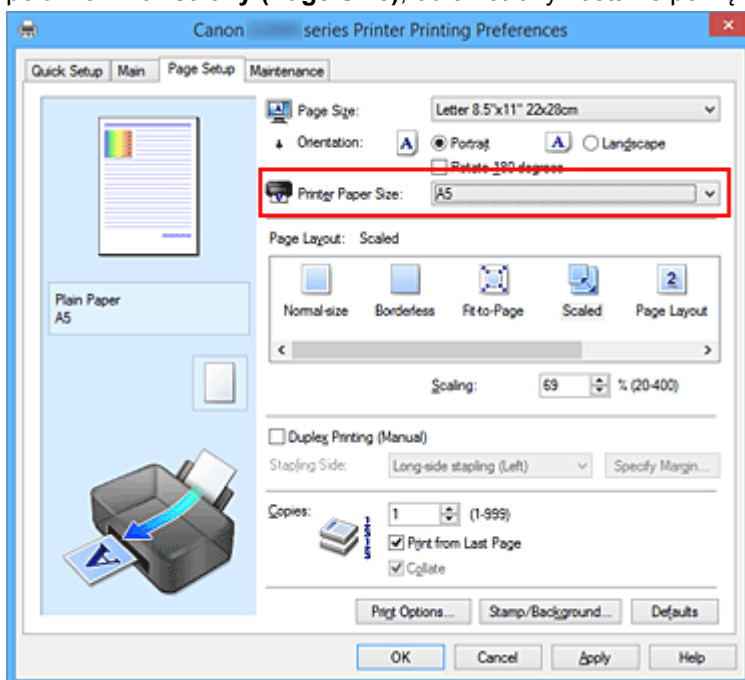 Canon series Printer Printing Preferences
Quick Setup Main Page Setup Maintenance
Page Size: Letter 8.5"x11" 22x28cm
Orientation: A Portrait A Landscape
Rotate 180 degrees
Printer Paper Size: A5
Page Layout: Scaled
Normal-size Borderless Fit-to-Page Scaled Page Layout
Plain Paper
A5
Scaling: 69 % (20-400)
Duplex Printing (Manual)
Stapling Side: Long-side stapling (Left) Specify Margin...
Copies: 1 (1-999)
Print from Last Page
Collate
Print Options... Stamp/Background... Defaults
OK Cancel Apply Help